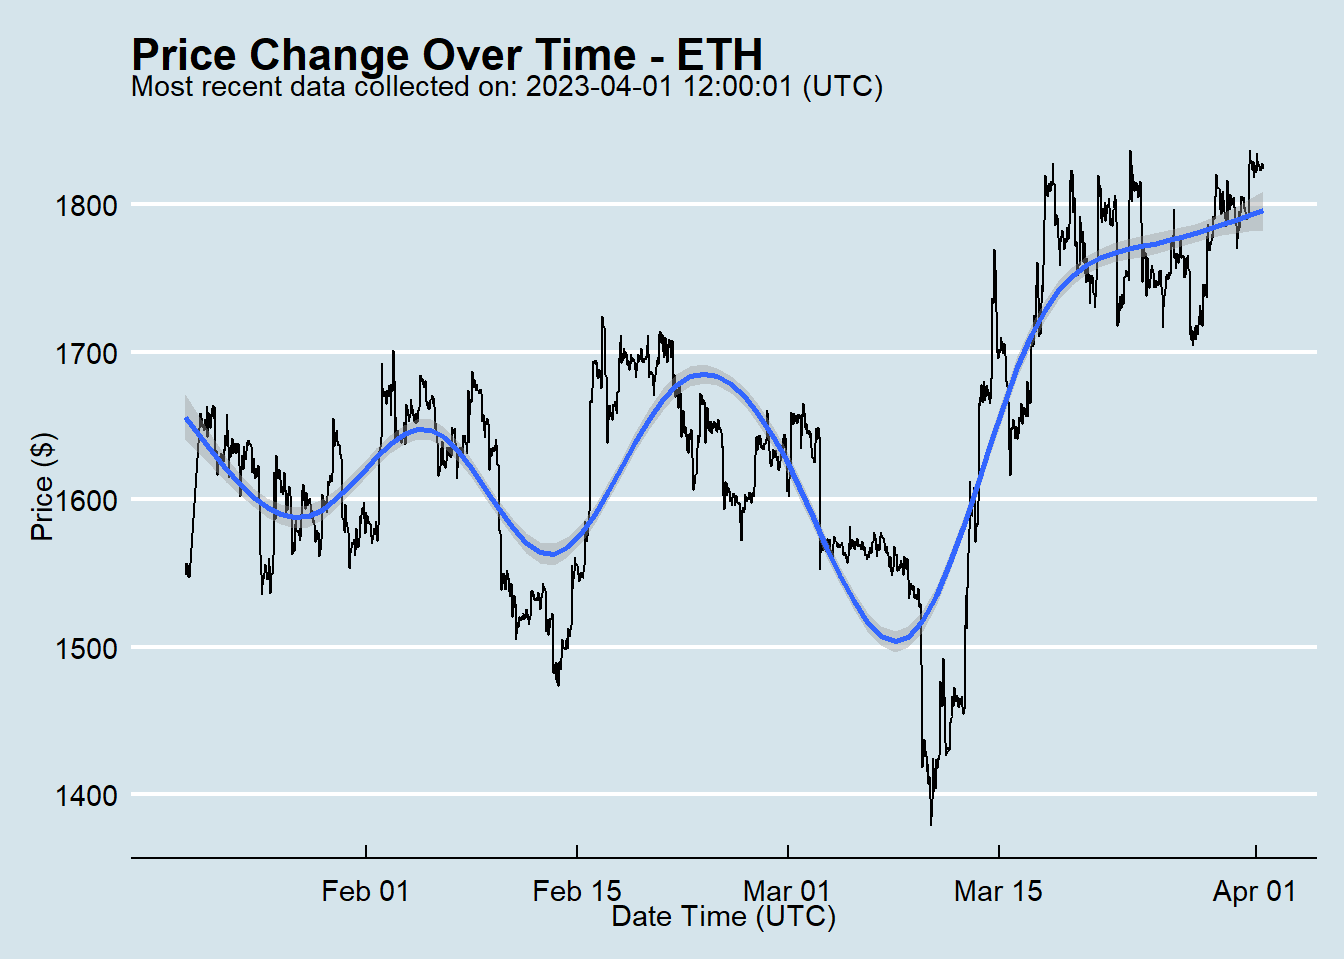 Price Change Over Time - ETH
Most recent data collected on: 2023-04-01 12:00:01 (UTC)
Price ($)
1800
1700
1600
1500
1400
Feb 01
Feb 15
Mar 01
Mar 15
Apr 01
Date Time (UTC)